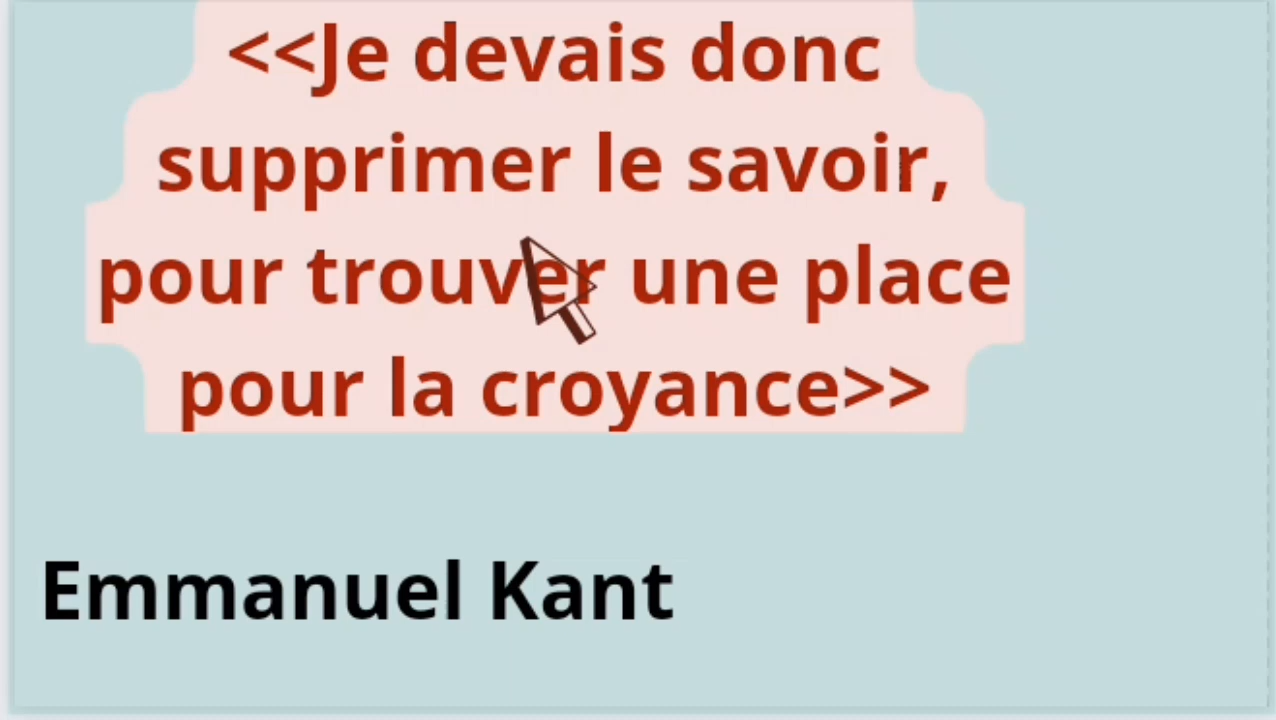 <<Je devais donc
supprimer le savoir,
pour trouver une place
pour la croyance>>
Emmanuel Kant